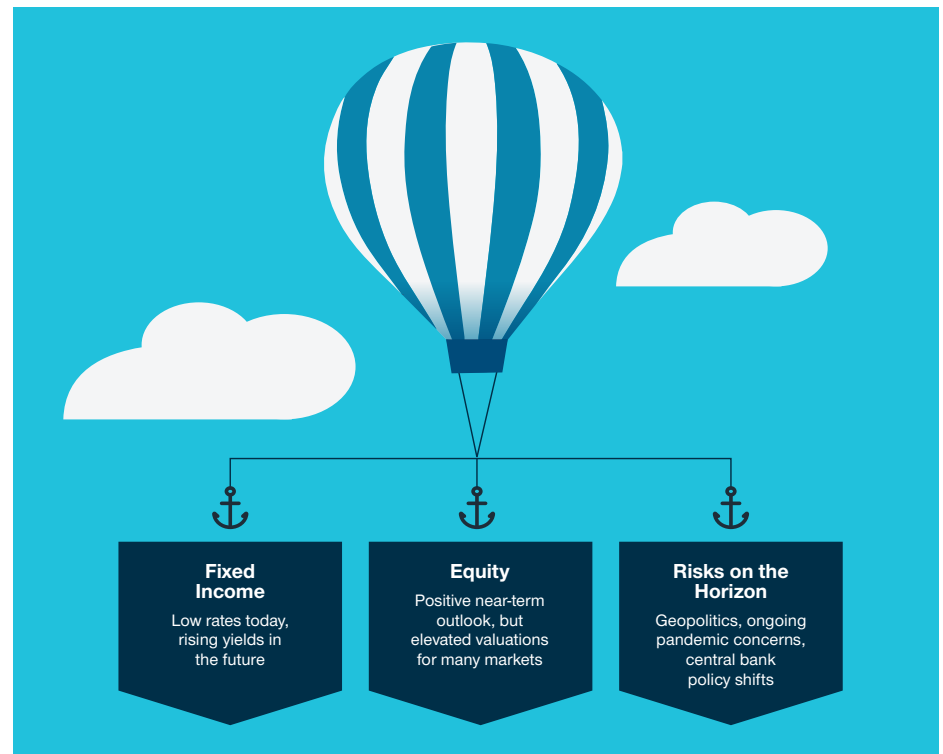 Fixed
Income
Low rates today,
rising yields in
the future
Equity
Positive near-term
outlook, but
elevated valuations
for many markets
Risks on the
Horizon
Geopolitics, ongoing
pandemic concerns,
central bank
policy shifts